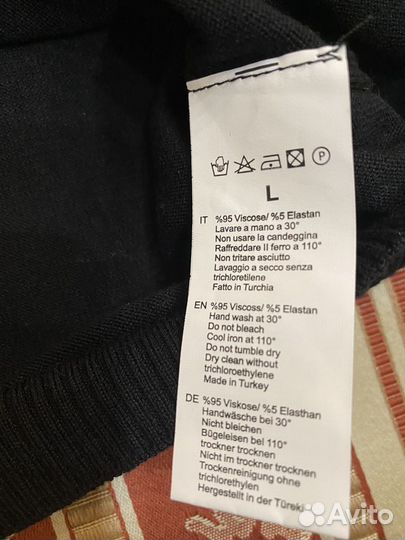 P
L
IT %95 Viscose/ %5 Elastan
Lavare a mano a 30°
Non usare la candeggina
Raffreddare Il ferro a 110°
Non tritare asciutto
Lavaggio a secco senza
trichloretilene
Fatto in Turchia
EN %95 Viscoss/ %5 Elastan
Hand wash at 30°
Do not bleach
Cool iron at 110°
Do not tumble dry
Dry clean without
trichloroethylene
Made in Turkey
DE %95 Viskose/ %5 Elasthan
Handwäsche bei 30°
Nicht bleichen
Bügeleisen bei 110°
trockner trocknen
Nicht im trockner trocknen
Trockenreinigung ohne
trichlorethylen
Hergestellt in der Türeki
Avito